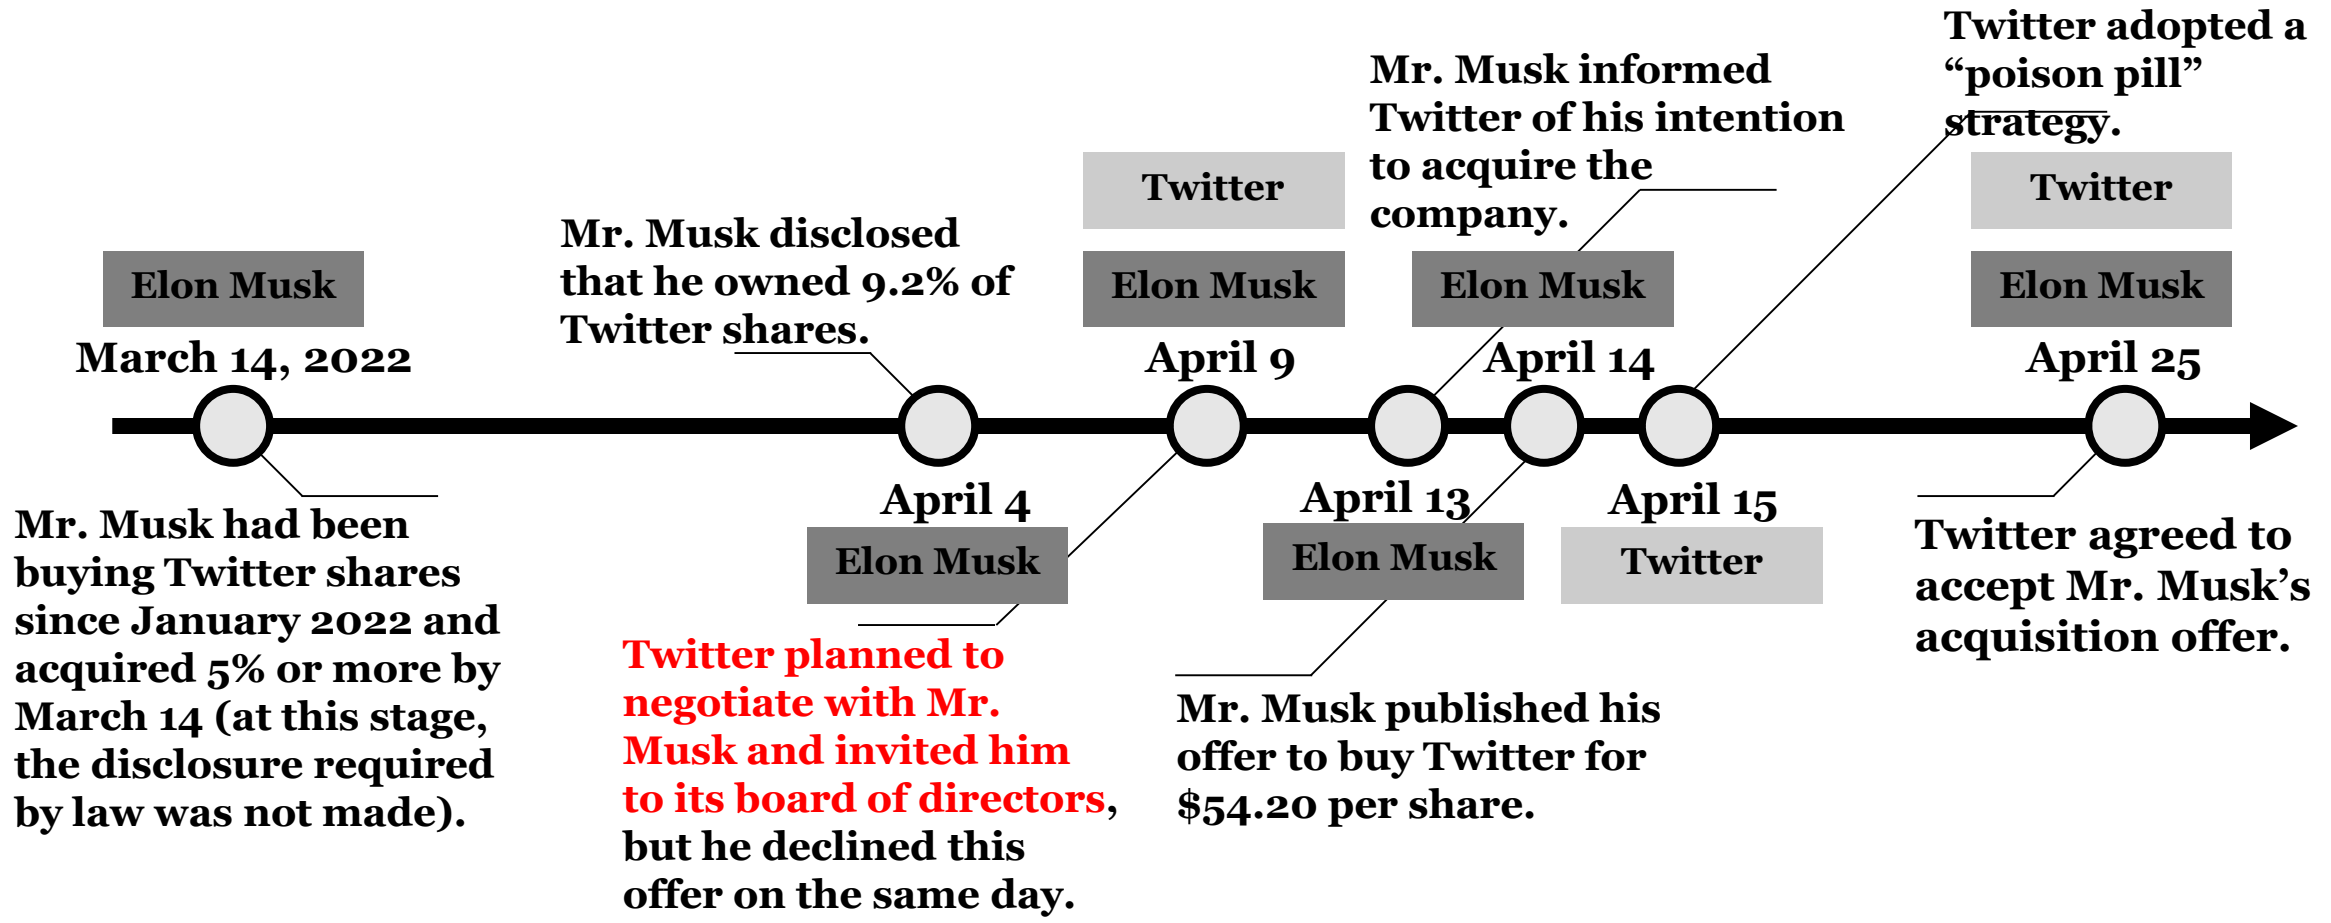 Elon Musk
March 14, 2022
Mr. Musk had been
buying Twitter shares
since January 2022 and
acquired 5% or more by
March 14 (at this stage,
the disclosure required
by law was not made).
Mr. Musk disclosed
that he owned 9.2% of
Twitter shares.
April 4
Elon Musk
Twitter
Elon Musk
April 9
Twitter planned to
negotiate with Mr.
Musk and invited him
to its board of directors,
but he declined this
offer on the same day.
Mr. Musk informed
Twitter of his intention
to acquire the
company.
April 13
Elon Musk
Elon Musk
April 14
Mr. Musk published his
offer to buy Twitter for
$54.20 per share.
Twitter adopted a
“poison pill”
strategy.
April 15
Twitter
Twitter
Elon Musk
April 25
Twitter agreed to
accept Mr. Musk’s
acquisition offer.